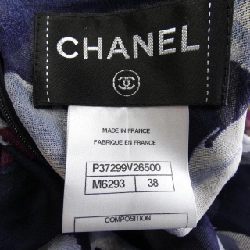 CHANEL
MADE IN FRANCE
FABRIQUE EN FRANCE
P37299V26500
M6293 38
COMPOSITION